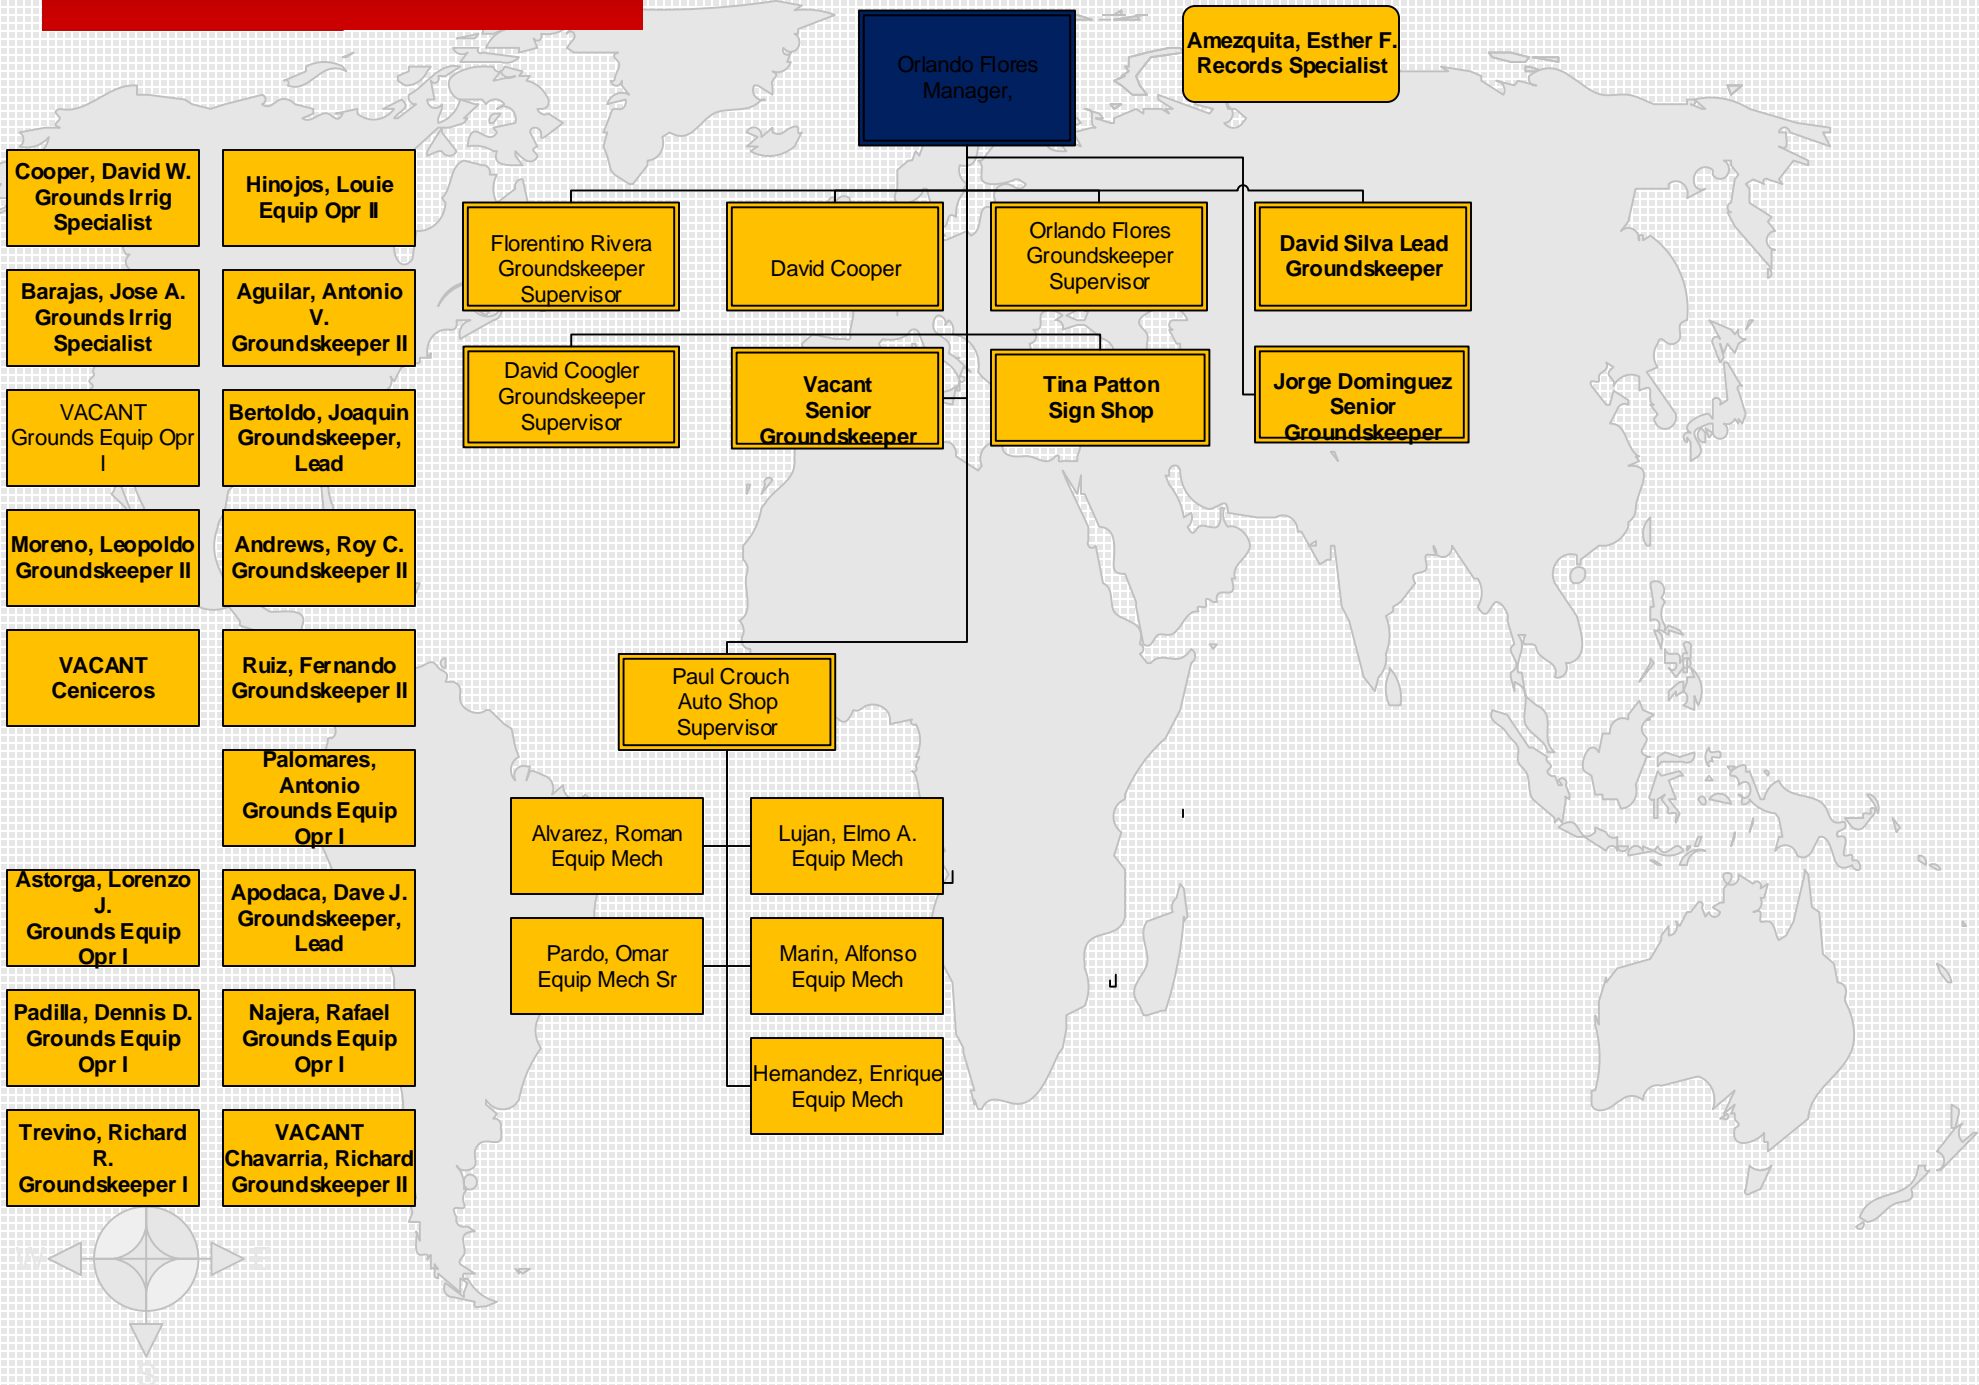 Orlando Flores
Manager,
Amezquita, Esther F.
Records Specialist
Cooper, David W.
Grounds Irrig
Specialist
Hinojos, Louie
Equip Opr II
Florentino Rivera
Groundskeeper
Supervisor
David Cooper
Orlando Flores
Groundskeeper
Supervisor
David Silva Lead
Groundskeeper
Barajas, Jose A.
Grounds Irrig
Specialist
Aguilar, Antonio
V.
Groundskeeper II
David Coogler
Groundskeeper
Supervisor
Vacant
Senior
Groundskeeper
Tina Patton
Sign Shop
Jorge Dominguez
Senior
Groundskeeper
VACANT
Grounds Equip Opr
I
Bertoldo, Joaquin
Groundskeeper,
Lead
Moreno, Leopoldo
Groundskeeper II
Andrews, Roy C.
Groundskeeper II
VACANT
Ceniceros
Ruiz, Fernando
Groundskeeper II
Paul Crouch
Auto Shop
Supervisor
Palomares,
Antonio
Grounds Equip
Opr I
Alvarez, Roman
Equip Mech
Lujan, Elmo A.
Equip Mech
Astorga, Lorenzo
J.
Grounds Equip
Opr I
Apodaca, Dave J.
Groundskeeper,
Lead
Pardo, Omar
Equip Mech Sr
Marin, Alfonso
Equip Mech
Padilla, Dennis D.
Grounds Equip
Opr I
Najera, Rafael
Grounds Equip
Opr I
Hernandez, Enrique
Equip Mech
Trevino, Richard
R.
Groundskeeper I
VACANT
Chavarria, Richard
Groundskeeper II
W
E
S